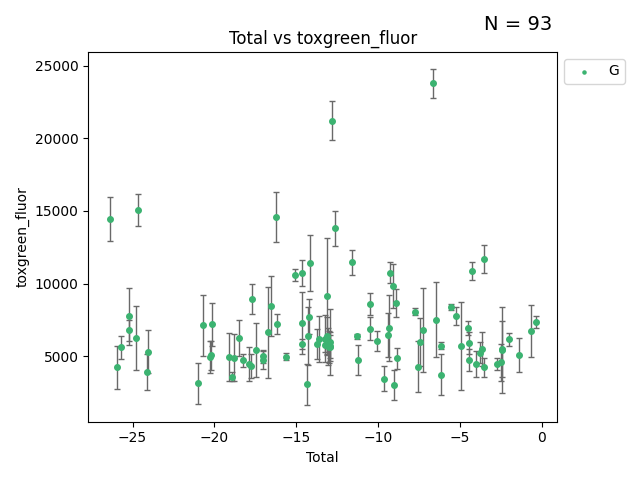 N = 93
Total vs toxgreen_fluor
25000
20000
15000
10000
5000
toxgreen_fluor
−25
−20
−15
−10
−5
0
Total
G